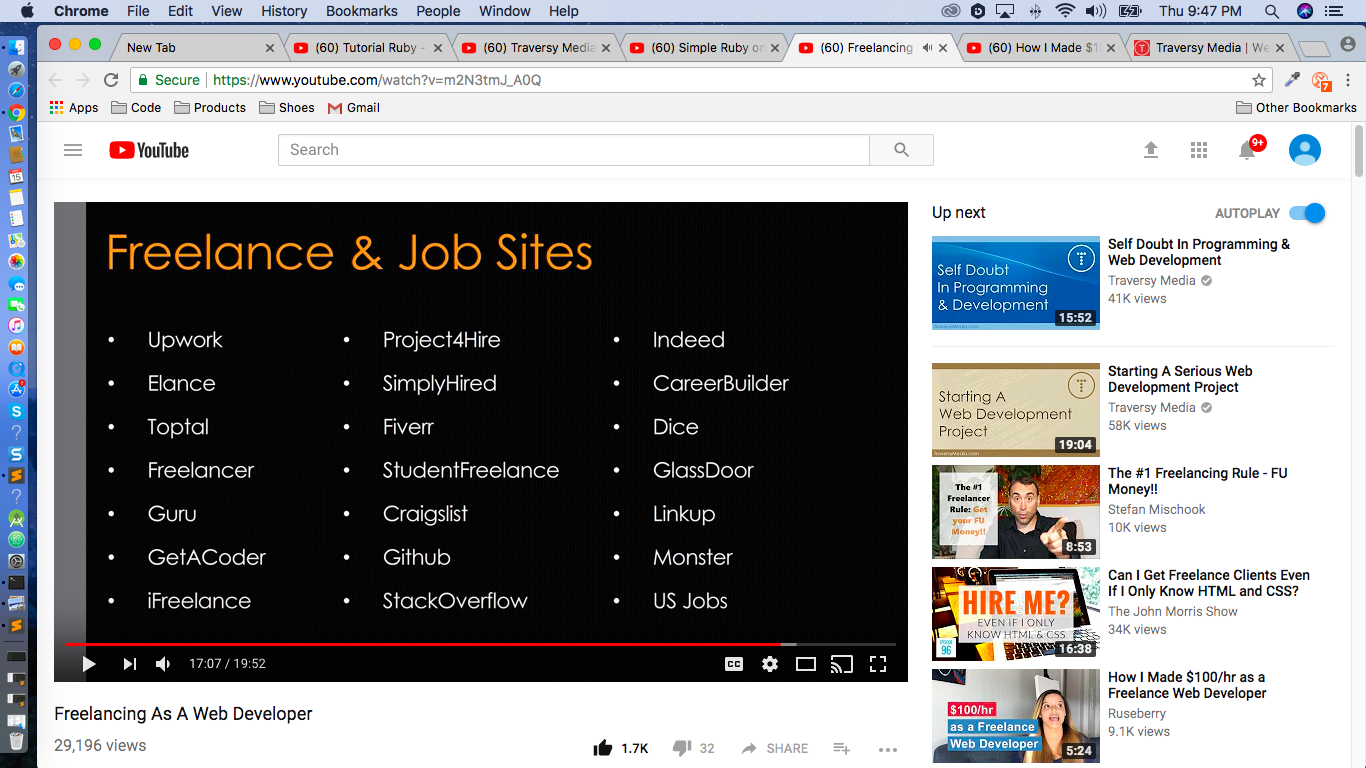 Chrome File Edit View History Bookmarks People Window Help Thu 9:47 PM
New Tab (60) Tutorial Ruby - (60) Traversy Media (60) Simple Ruby on (60) Freelancing (60) How I Made $1 Traversy Media | We
Secure https://www.youtube.com/watch?v=m2N3tmJ_A0Q 7
Apps Code Products Shoes Gmail Other Bookmarks
YouTube Search 9+
Freelance & Job Sites
• Upwork
• Elance
• Toptal
• Freelancer
• Guru
• GetACoder
• iFreelance
• Project4Hire
• SimplyHired
• Fiverr
• StudentFreelance
• Craigslist
• Github
• StackOverflow
• Indeed
• CareerBuilder
• Dice
• GlassDoor
• Linkup
• Monster
• US Jobs
17:07 / 19:52 CC
Freelancing As A Web Developer
29,196 views
1.7K 32 SHARE
Up next AUTOPLAY
Self Doubt
In Programming
& Development
15:52
Self Doubt In Programming &
Web Development
Traversy Media
41K views
Starting A
Web Development
Project
19:04
Starting A Serious Web
Development Project
Traversy Media
58K views
The #1
Freelancer
Rule: Get
your FU
Money!!
8:53
The #1 Freelancing Rule - FU
Money!!
Stefan Mischook
10K views
HIRE ME?
EVEN IF I ONLY
KNOW HTML & CSS
EPISODE
96
16:38
Can I Get Freelance Clients Even
If I Only Know HTML and CSS?
The John Morris Show
34K views
$100/hr
as a Freelance
Web Developer
5:24
How I Made $100/hr as a
Freelance Web Developer
Ruseberry
9.1K views